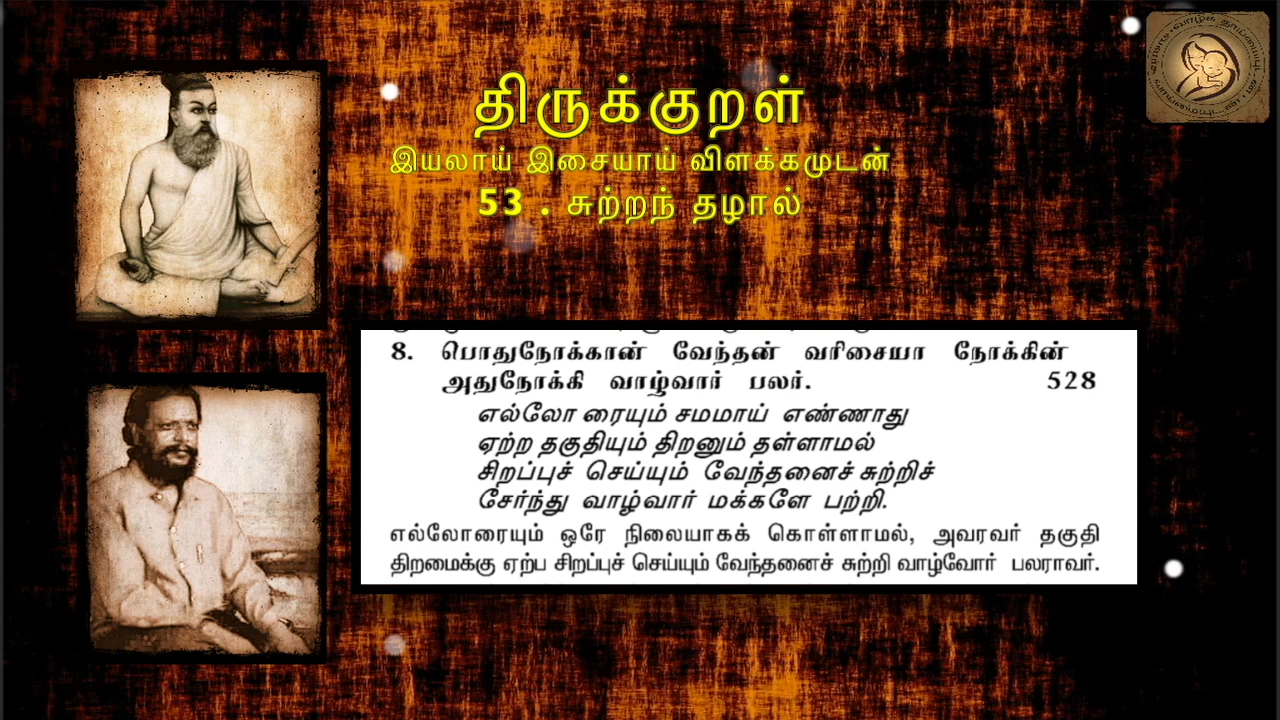 திருக்குறள்
இயலாய் இசையாய் விளக்கமுடன்
53 . சுற்றந் தழால்
8. பொதுநோக்கான் வேந்தன் வரிசையா நோக்கின்
அதுநோக்கி வாழ்வார் பலர். 528
எல்லோ ரையும் சமமாய் எண்ணாது
ஏற்ற தகுதியும் திறனும் தள்ளாமல்
சிறப்புச் செய்யும் வேந்தனைச் சுற்றிச்
சேர்ந்து வாழ்வார் மக்களே பற்றி.
எல்லோரையும் ஒரே நிலையாகக் கொள்ளாமல், அவரவர் தகுதி
திறமைக்கு ஏற்ப சிறப்புச் செய்யும் வேந்தனைச் சுற்றி வாழ்வோர் பலராவர்.